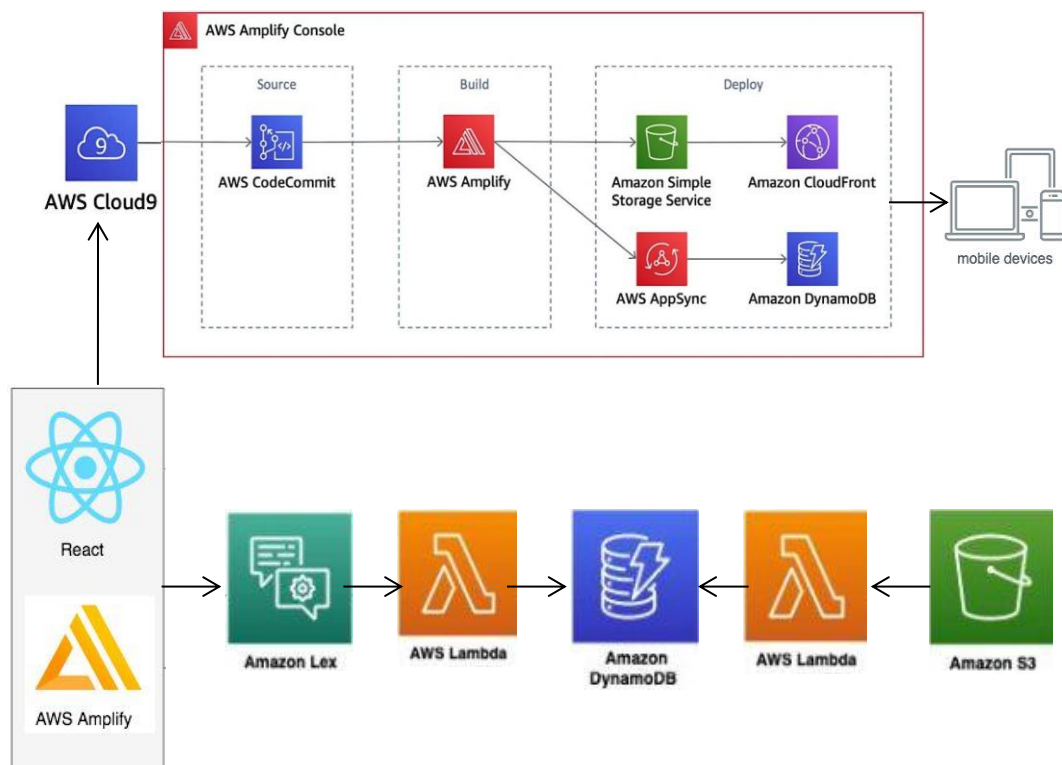 AWS Amplify Console
Source
Build
Deploy
9
AWS Cloud9
AWS CodeCommit
AWS Amplify
Amazon Simple
Storage Service
Amazon CloudFront
AWS AppSync
Amazon DynamoDB
mobile devices
React
AWS Amplify
Amazon Lex
AWS Lambda
Amazon
DynamoDB
AWS Lambda
Amazon S3